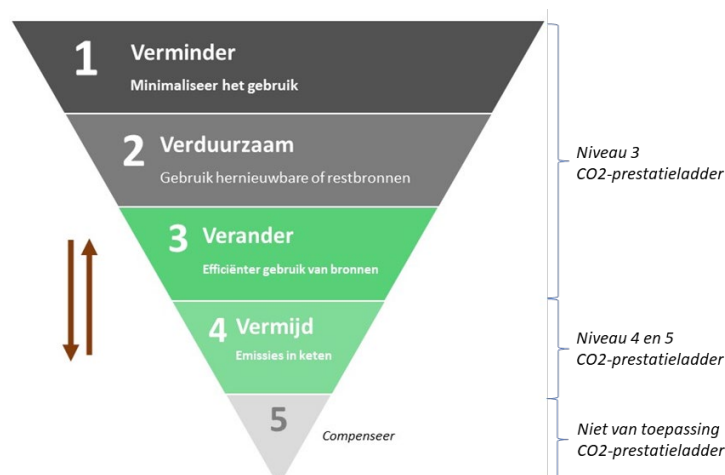 1
Verminder
Minimaliseer het gebruik
2
Verduurzaam
Gebruik hernieuwbare of restbronnen
3
Verander
Efficiënter gebruik van bronnen
4
Vermijd
Emissies in keten
5
Compenseer
Niveau 3
CO2-prestatieladder
Niveau 4 en 5
CO2-prestatieladder
Niet van toepassing
CO2-prestatieladder